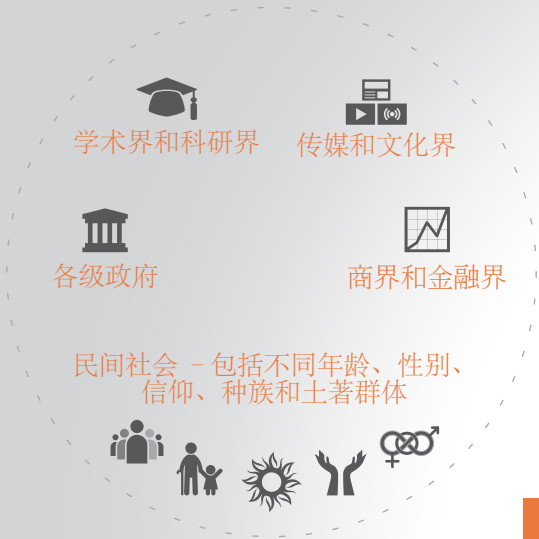 学术界和科研界
传媒和文化界
各级政府
商界和金融界
民间社会 – 包括不同年龄、性别、
信仰、种族和土著群体